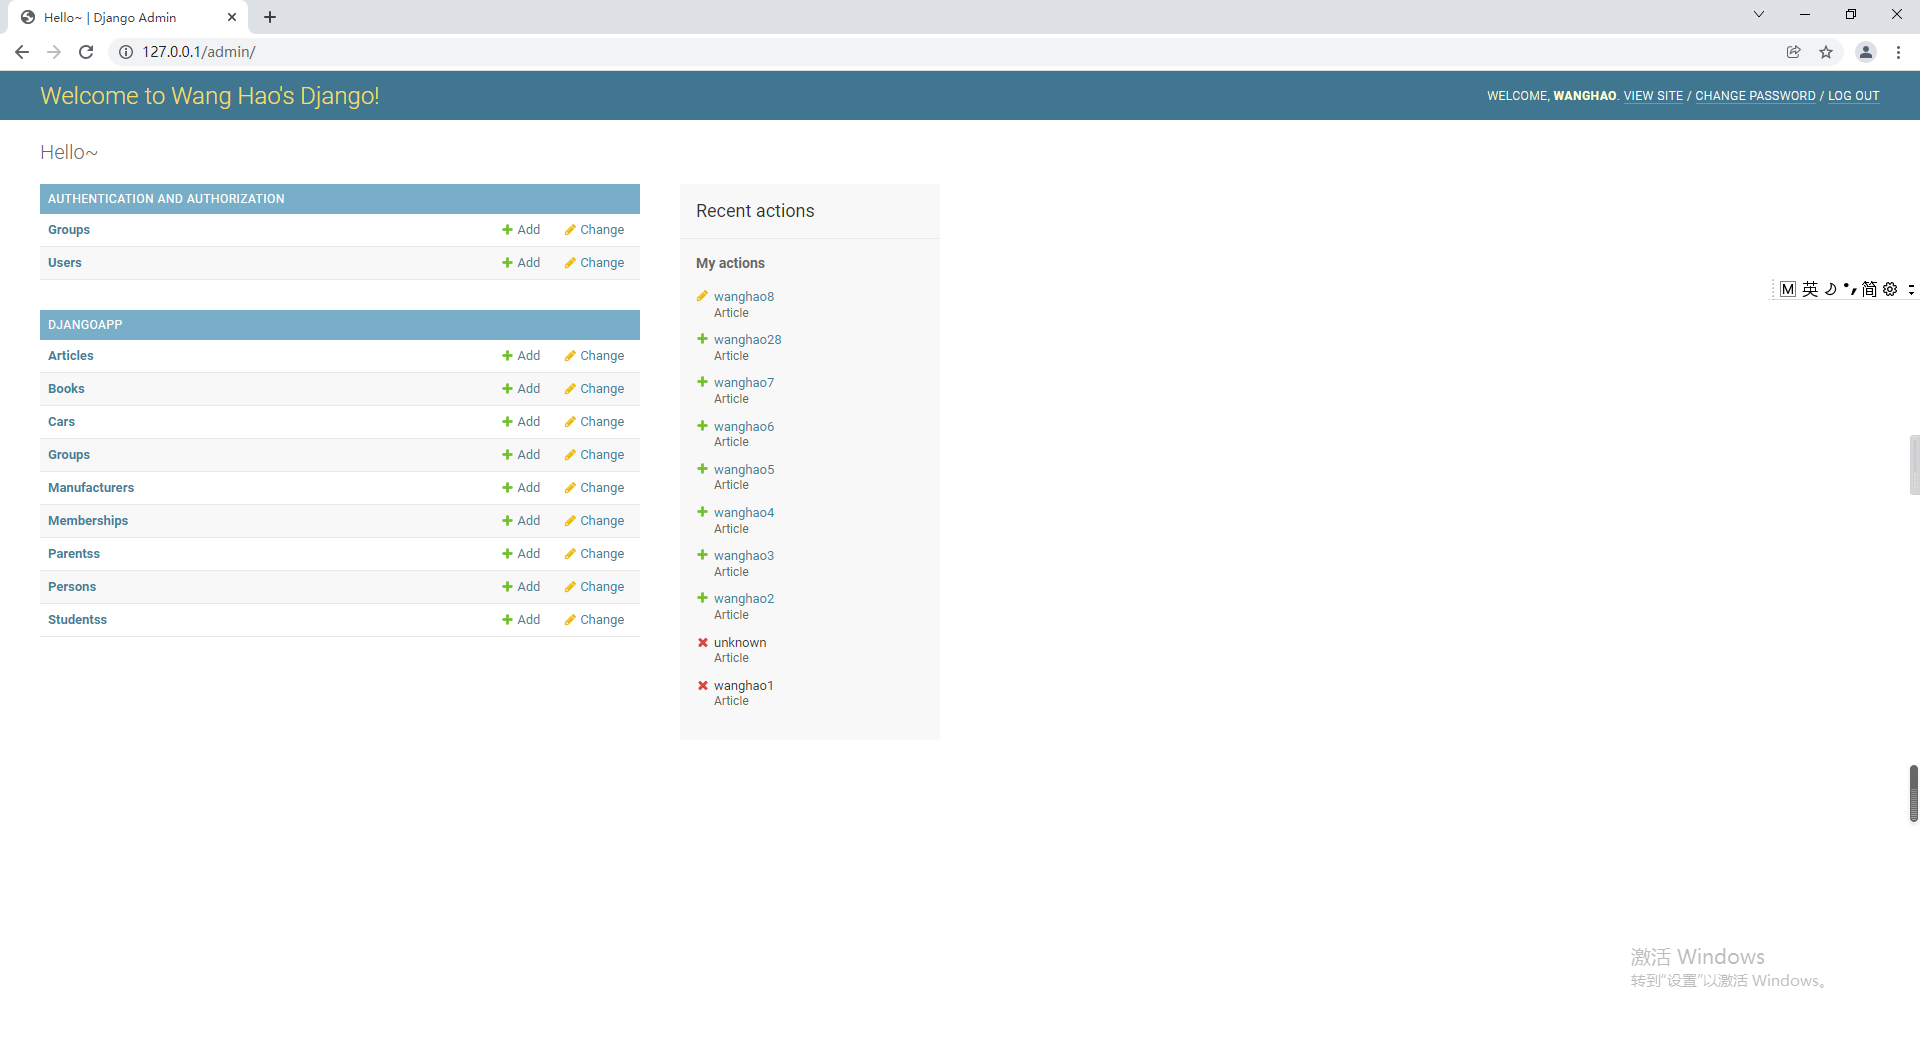 Hello~ | Django Admin
127.0.0.1/admin/
Welcome to Wang Hao's Django!
WELCOME, WANGHAO. VIEW SITE / CHANGE PASSWORD / LOG OUT
Hello~
AUTHENTICATION AND AUTHORIZATION
Groups Add Change
Users Add Change
DJANGOAPP
Articles Add Change
Books Add Change
Cars Add Change
Groups Add Change
Manufacturers Add Change
Memberships Add Change
Parentss Add Change
Persons Add Change
Studentss Add Change
Recent actions
My actions
wanghao8
Article
wanghao28
Article
wanghao7
Article
wanghao6
Article
wanghao5
Article
wanghao4
Article
wanghao3
Article
wanghao2
Article
unknown
Article
wanghao1
Article
M 英 简
激活 Windows
转到“设置”以激活 Windows。